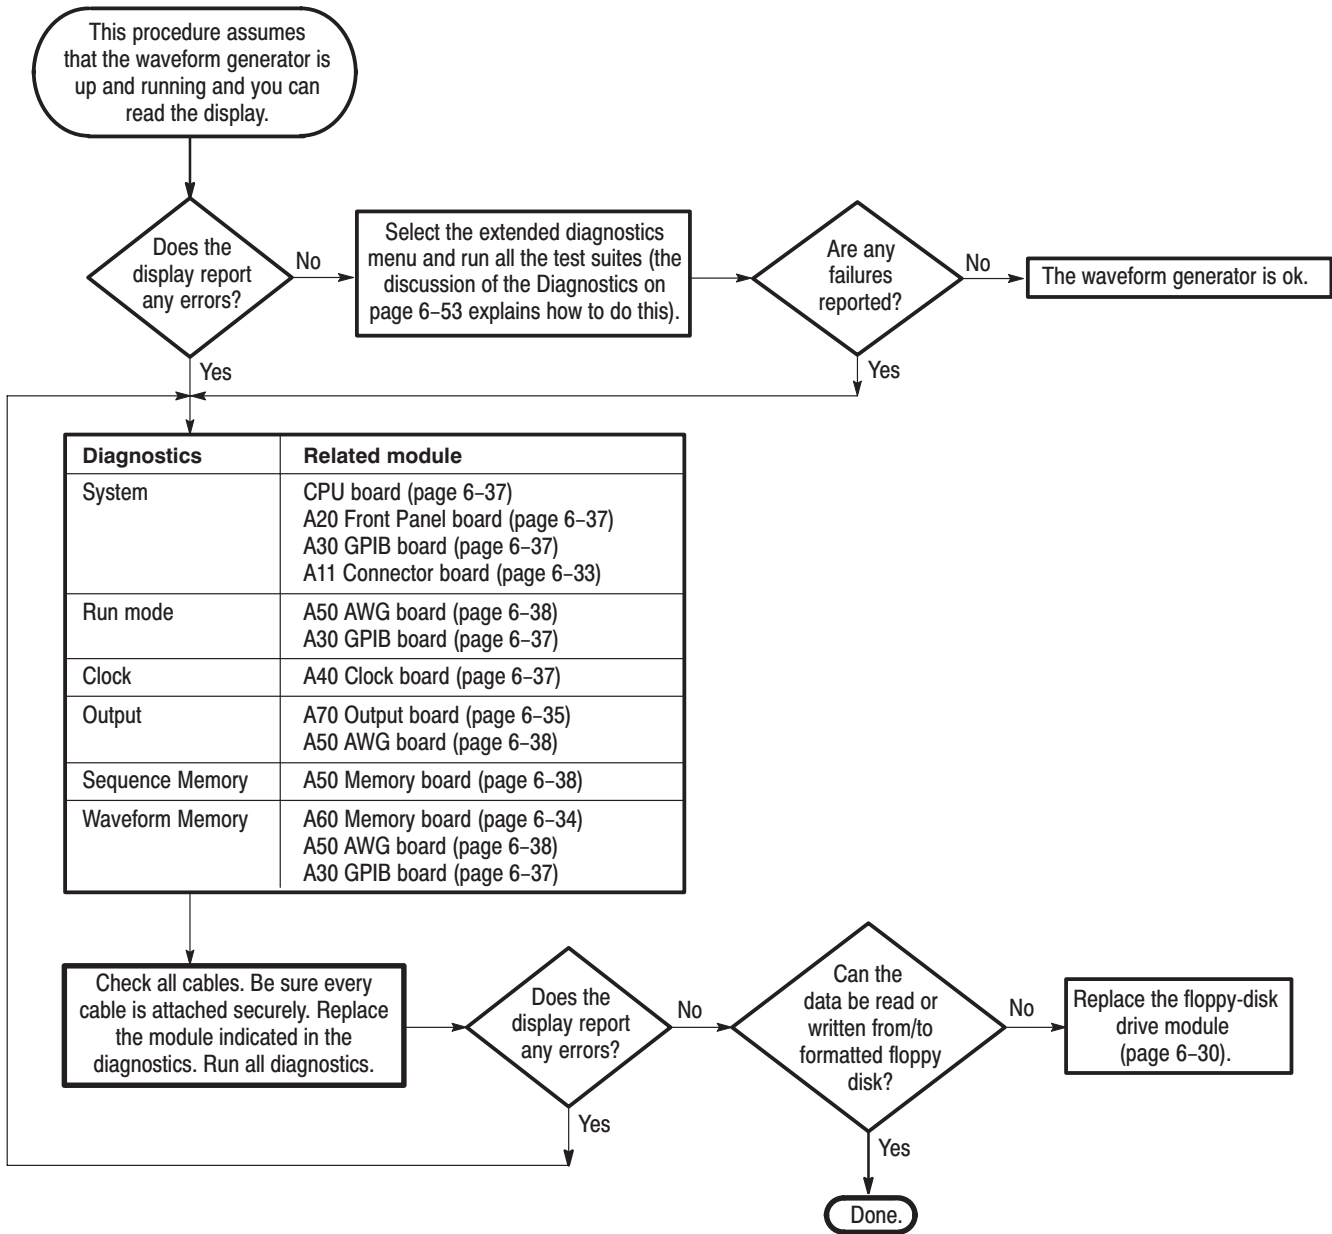 This procedure assumes
that the waveform generator is
up and running and you can
read the display.
Does the
display report
any errors?
No
Select the extended diagnostics
menu and run all the test suites (the
discussion of the Diagnostics on
page 6–53 explains how to do this).
Are any
failures
reported?
No
The waveform generator is ok.
Yes
Yes
Diagnostics Related module
System CPU board (page 6–37)
A20 Front Panel board (page 6–37)
A30 GPIB board (page 6–37)
A11 Connector board (page 6–33)
Run mode A50 AWG board (page 6–38)
A30 GPIB board (page 6–37)
Clock A40 Clock board (page 6–37)
Output A70 Output board (page 6–35)
A50 AWG board (page 6–38)
Sequence Memory A50 Memory board (page 6–38)
Waveform Memory A60 Memory board (page 6–34)
A50 AWG board (page 6–38)
A30 GPIB board (page 6–37)
Check all cables. Be sure every
cable is attached securely. Replace
the module indicated in the
diagnostics. Run all diagnostics.
Does the
display report
any errors?
No
Can the
data be read or
written from/to
formatted floppy
disk?
No
Replace the floppy-disk
drive module
(page 6–30).
Yes
Yes
Done.